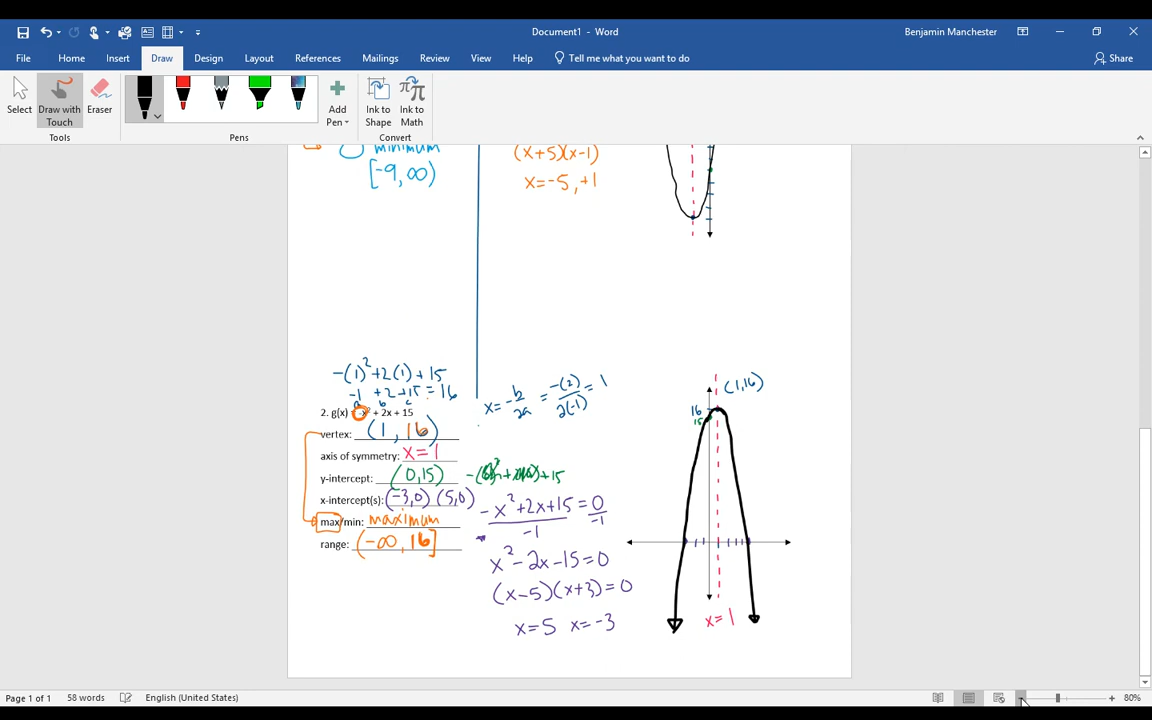 Document1 - Word
Benjamin Manchester
File Home Insert Draw Design Layout References Mailings Review View Help Tell me what you want to do
Share
Select
Draw with Touch
Eraser
Add Pen
Ink to Shape
Ink to Math
Tools
Pens
Convert
minimum
[-9, ∞)
(x+5)(x-1)
x=-5, +1
-(1)² +2(1) +15
-1 +2 +15 = 16
a b c
x = -b/2a = -(2)/2(-1) = 1
2. g(x) = -x² + 2x + 15
vertex: (1, 16)
axis of symmetry: x=1
y-intercept: (0,15)
+15
x-intercept(s): (-3,0) (5,0)
max/min: maximum
range: (-∞, 16]
-x² +2x+15 = 0
-1 -1
x² -2x -15 = 0
(x-5)(x+3) = 0
x=5 x=-3
(1,16)
16
15
x=1
Page 1 of 1 58 words English (United States)
80%